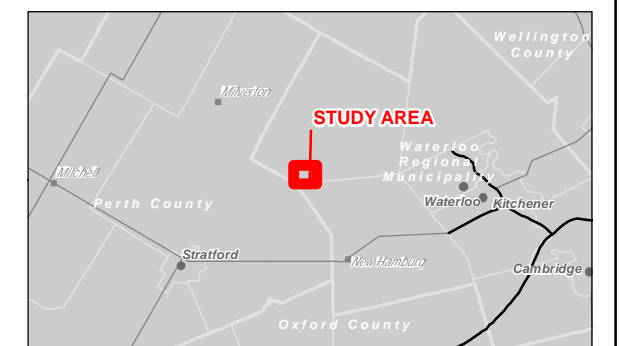 Wellington
County
Milverton
STUDY AREA
Waterloo
Regional
Municipality
Mitchell
Perth County
Waterloo
Kitchener
Stratford
New Hamburg
Cambridge
Oxford County